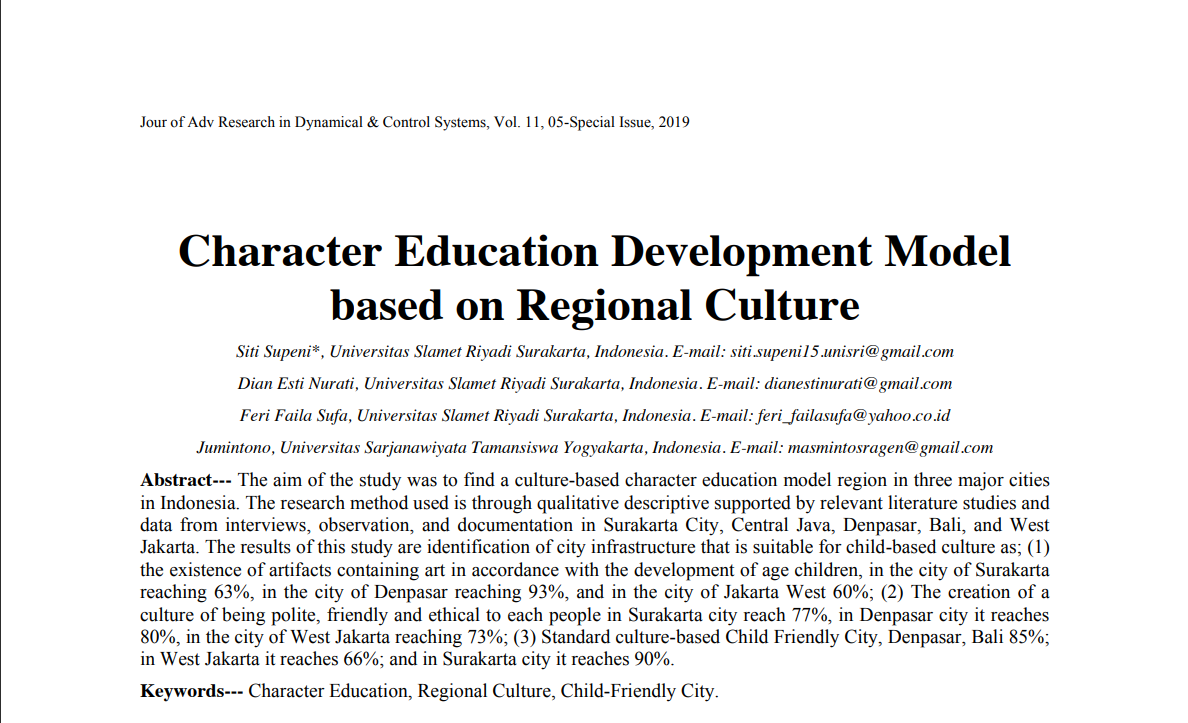 Jour of Adv Research in Dynamical & Control Systems, Vol. 11, 05-Special Issue, 2019
Character Education Development Model
based on Regional Culture
Siti Supeni*, Universitas Slamet Riyadi Surakarta, Indonesia. E-mail: siti.supeni15.unisri@gmail.com
Dian Esti Nurati, Universitas Slamet Riyadi Surakarta, Indonesia. E-mail: dianestinurati@gmail.com
Feri Faila Sufa, Universitas Slamet Riyadi Surakarta, Indonesia. E-mail: feri_failasufa@yahoo.co.id
Jumintono, Universitas Sarjanawiyata Tamansiswa Yogyakarta, Indonesia. E-mail: masmintosragen@gmail.com
Abstract--- The aim of the study was to find a culture-based character education model region in three major cities
in Indonesia. The research method used is through qualitative descriptive supported by relevant literature studies and
data from interviews, observation, and documentation in Surakarta City, Central Java, Denpasar, Bali, and West
Jakarta. The results of this study are identification of city infrastructure that is suitable for child-based culture as; (1)
the existence of artifacts containing art in accordance with the development of age children, in the city of Surakarta
reaching 63%, in the city of Denpasar reaching 93%, and in the city of Jakarta West 60%; (2) The creation of a
culture of being polite, friendly and ethical to each people in Surakarta city reach 77%, in Denpasar city it reaches
80%, in the city of West Jakarta reaching 73%; (3) Standard culture-based Child Friendly City, Denpasar, Bali 85%;
in West Jakarta it reaches 66%; and in Surakarta city it reaches 90%.
Keywords--- Character Education, Regional Culture, Child-Friendly City.